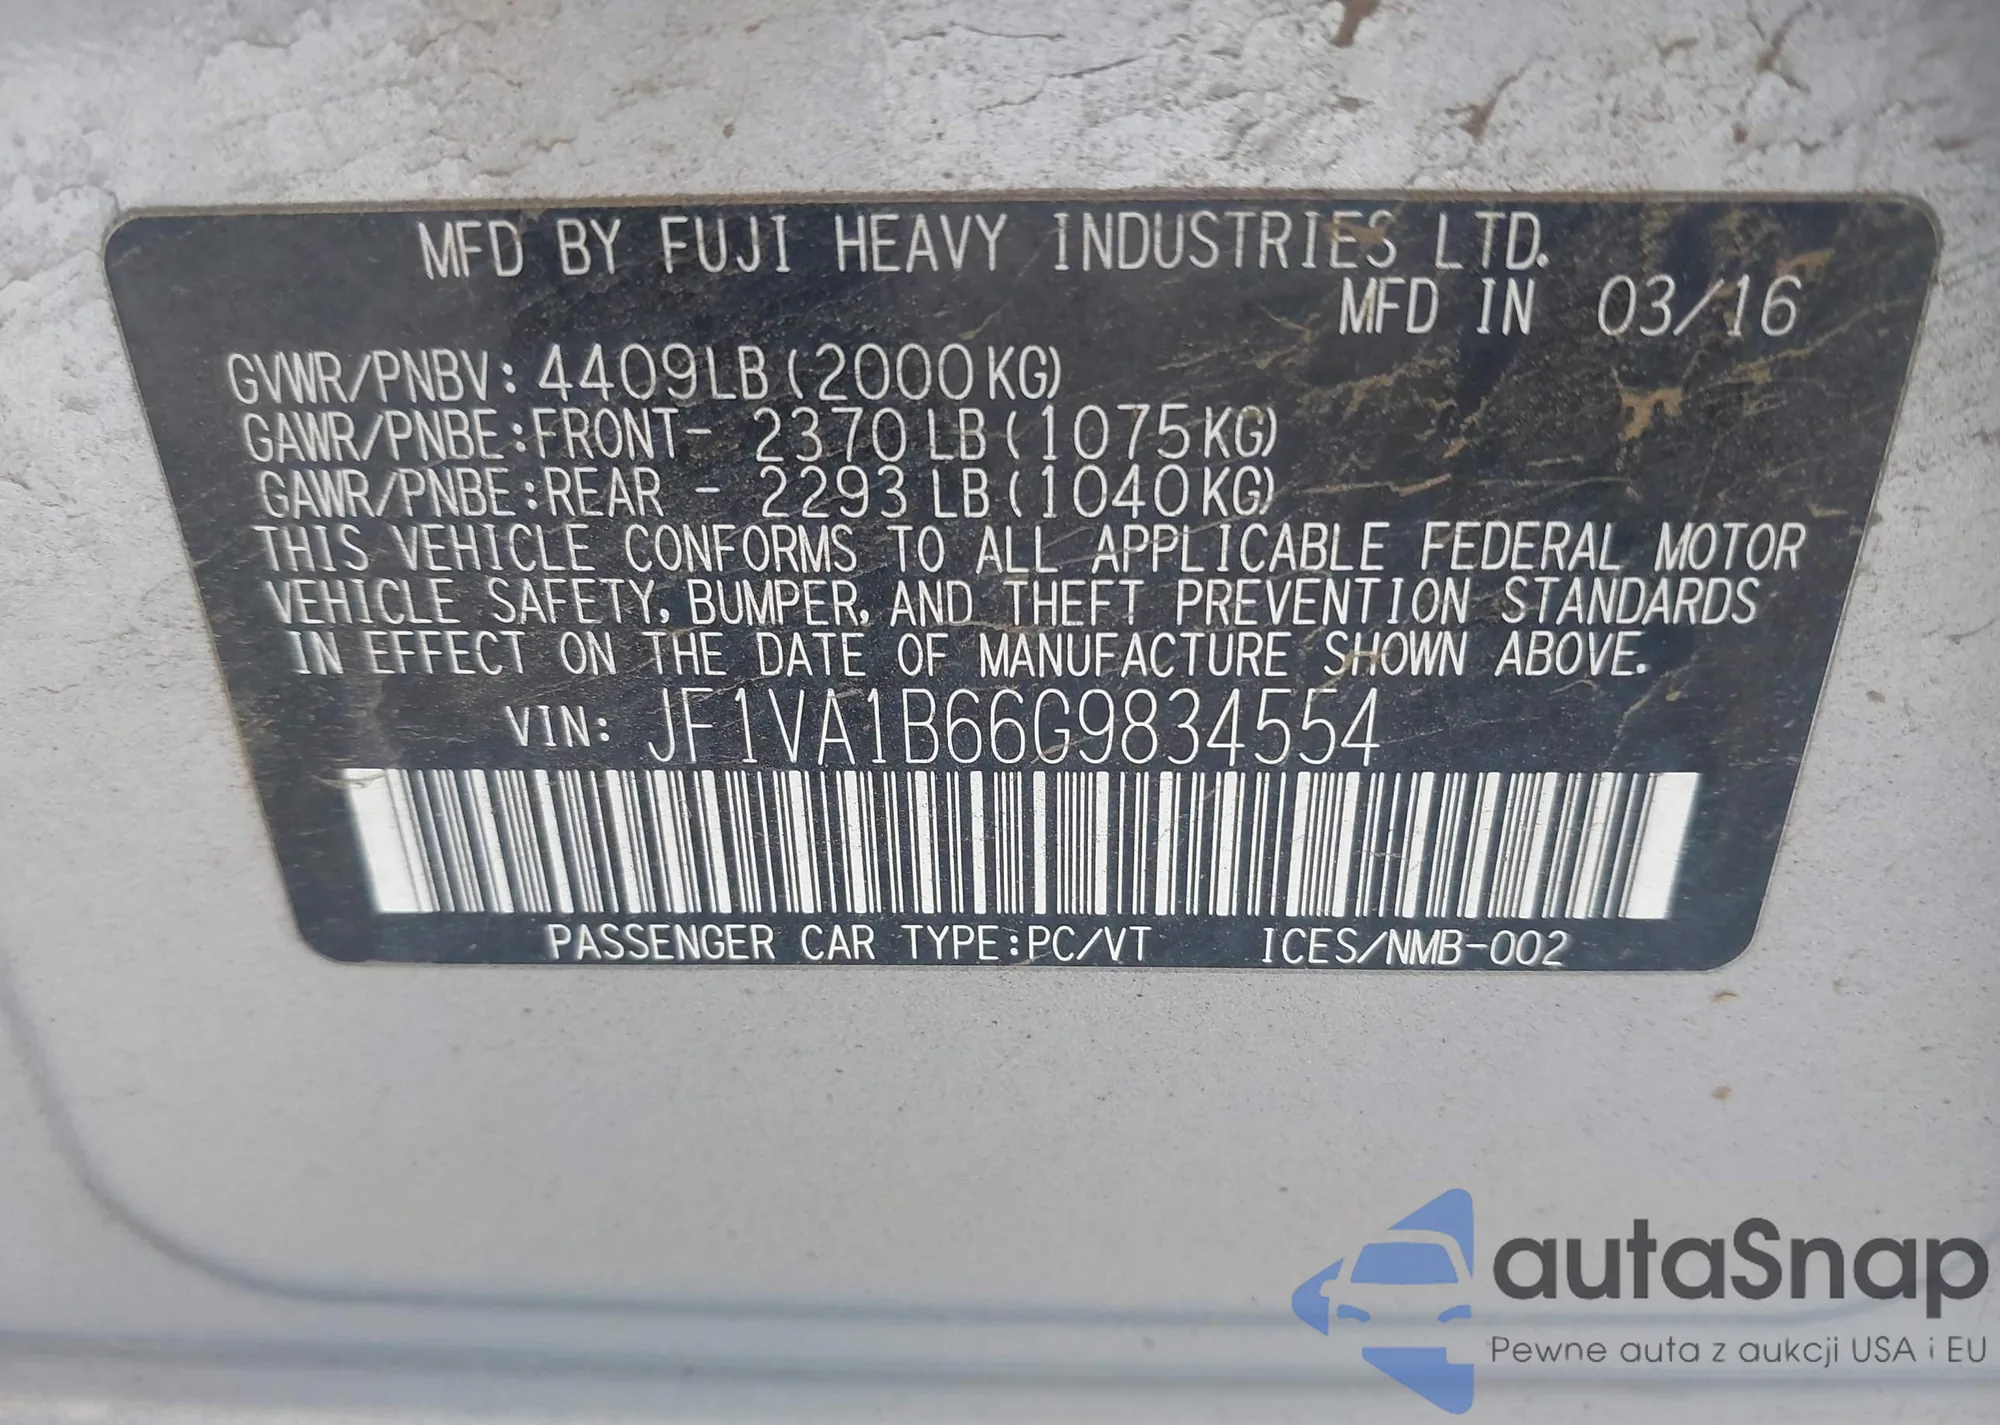 MFD BY FUJI HEAVY INDUSTRIES LTD.
MFD IN 03/16
GVWR/PNBV: 4409LB (2000KG)
GAWR/PNBE:FRONT- 2370 LB (1075KG)
GAWR/PNBE:REAR - 2293 LB (1040KG)
THIS VEHICLE CONFORMS TO ALL APPLICABLE FEDERAL MOTOR
VEHICLE SAFETY, BUMPER, AND THEFT PREVENTION STANDARDS
IN EFFECT ON THE DATE OF MANUFACTURE SHOWN ABOVE.
VIN: JF1VA1B66G9834554
PASSENGER CAR TYPE:PC/VT ICES/NMB-002
autaSnap
Pewne auta z aukcji USA i EU